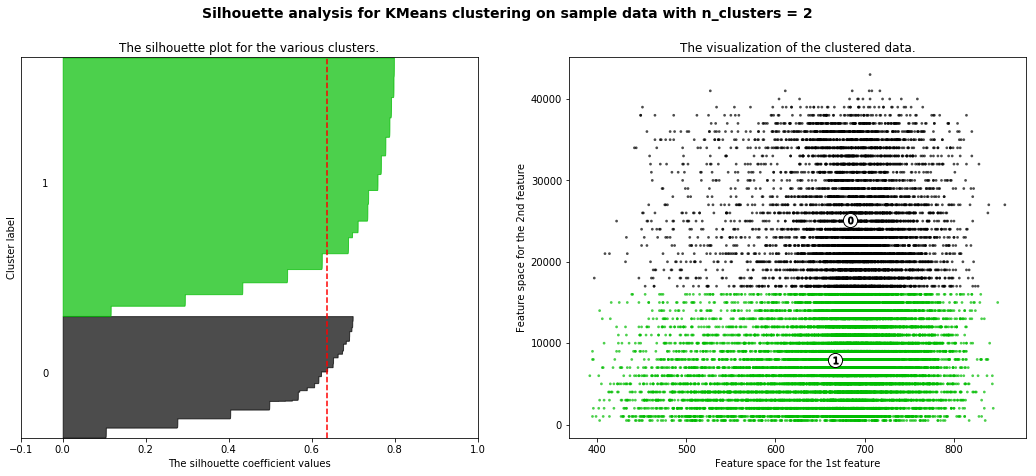 Silhouette analysis for KMeans clustering on sample data with n_clusters = 2
The silhouette plot for the various clusters.
Cluster label
1
0
−0.1 0.0 0.2 0.4 0.6 0.8 1.0
The silhouette coefficient values
The visualization of the clustered data.
Feature space for the 2nd feature
40000
30000
20000
10000
0
0
1
400 500 600 700 800
Feature space for the 1st feature